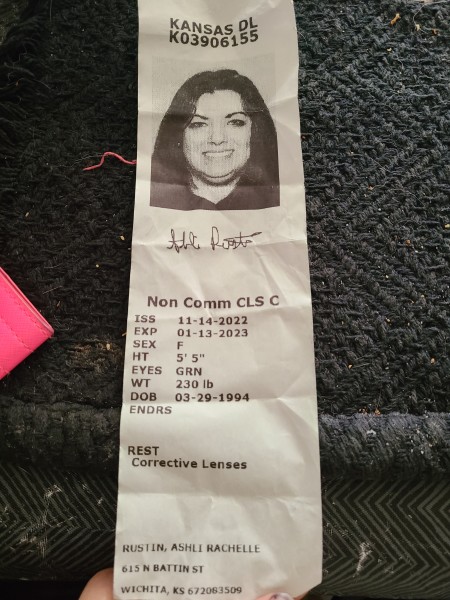 KANSAS DL
K03906155
Ashli Rustin
Non Comm CLS C
ISS 11-14-2022
EXP 01-13-2023
SEX F
HT 5' 5"
EYES GRN
WT 230 lb
DOB 03-29-1994
ENDRS
REST
Corrective Lenses
RUSTIN, ASHLI RACHELLE
615 N BATTIN ST
WICHITA, KS 672083509